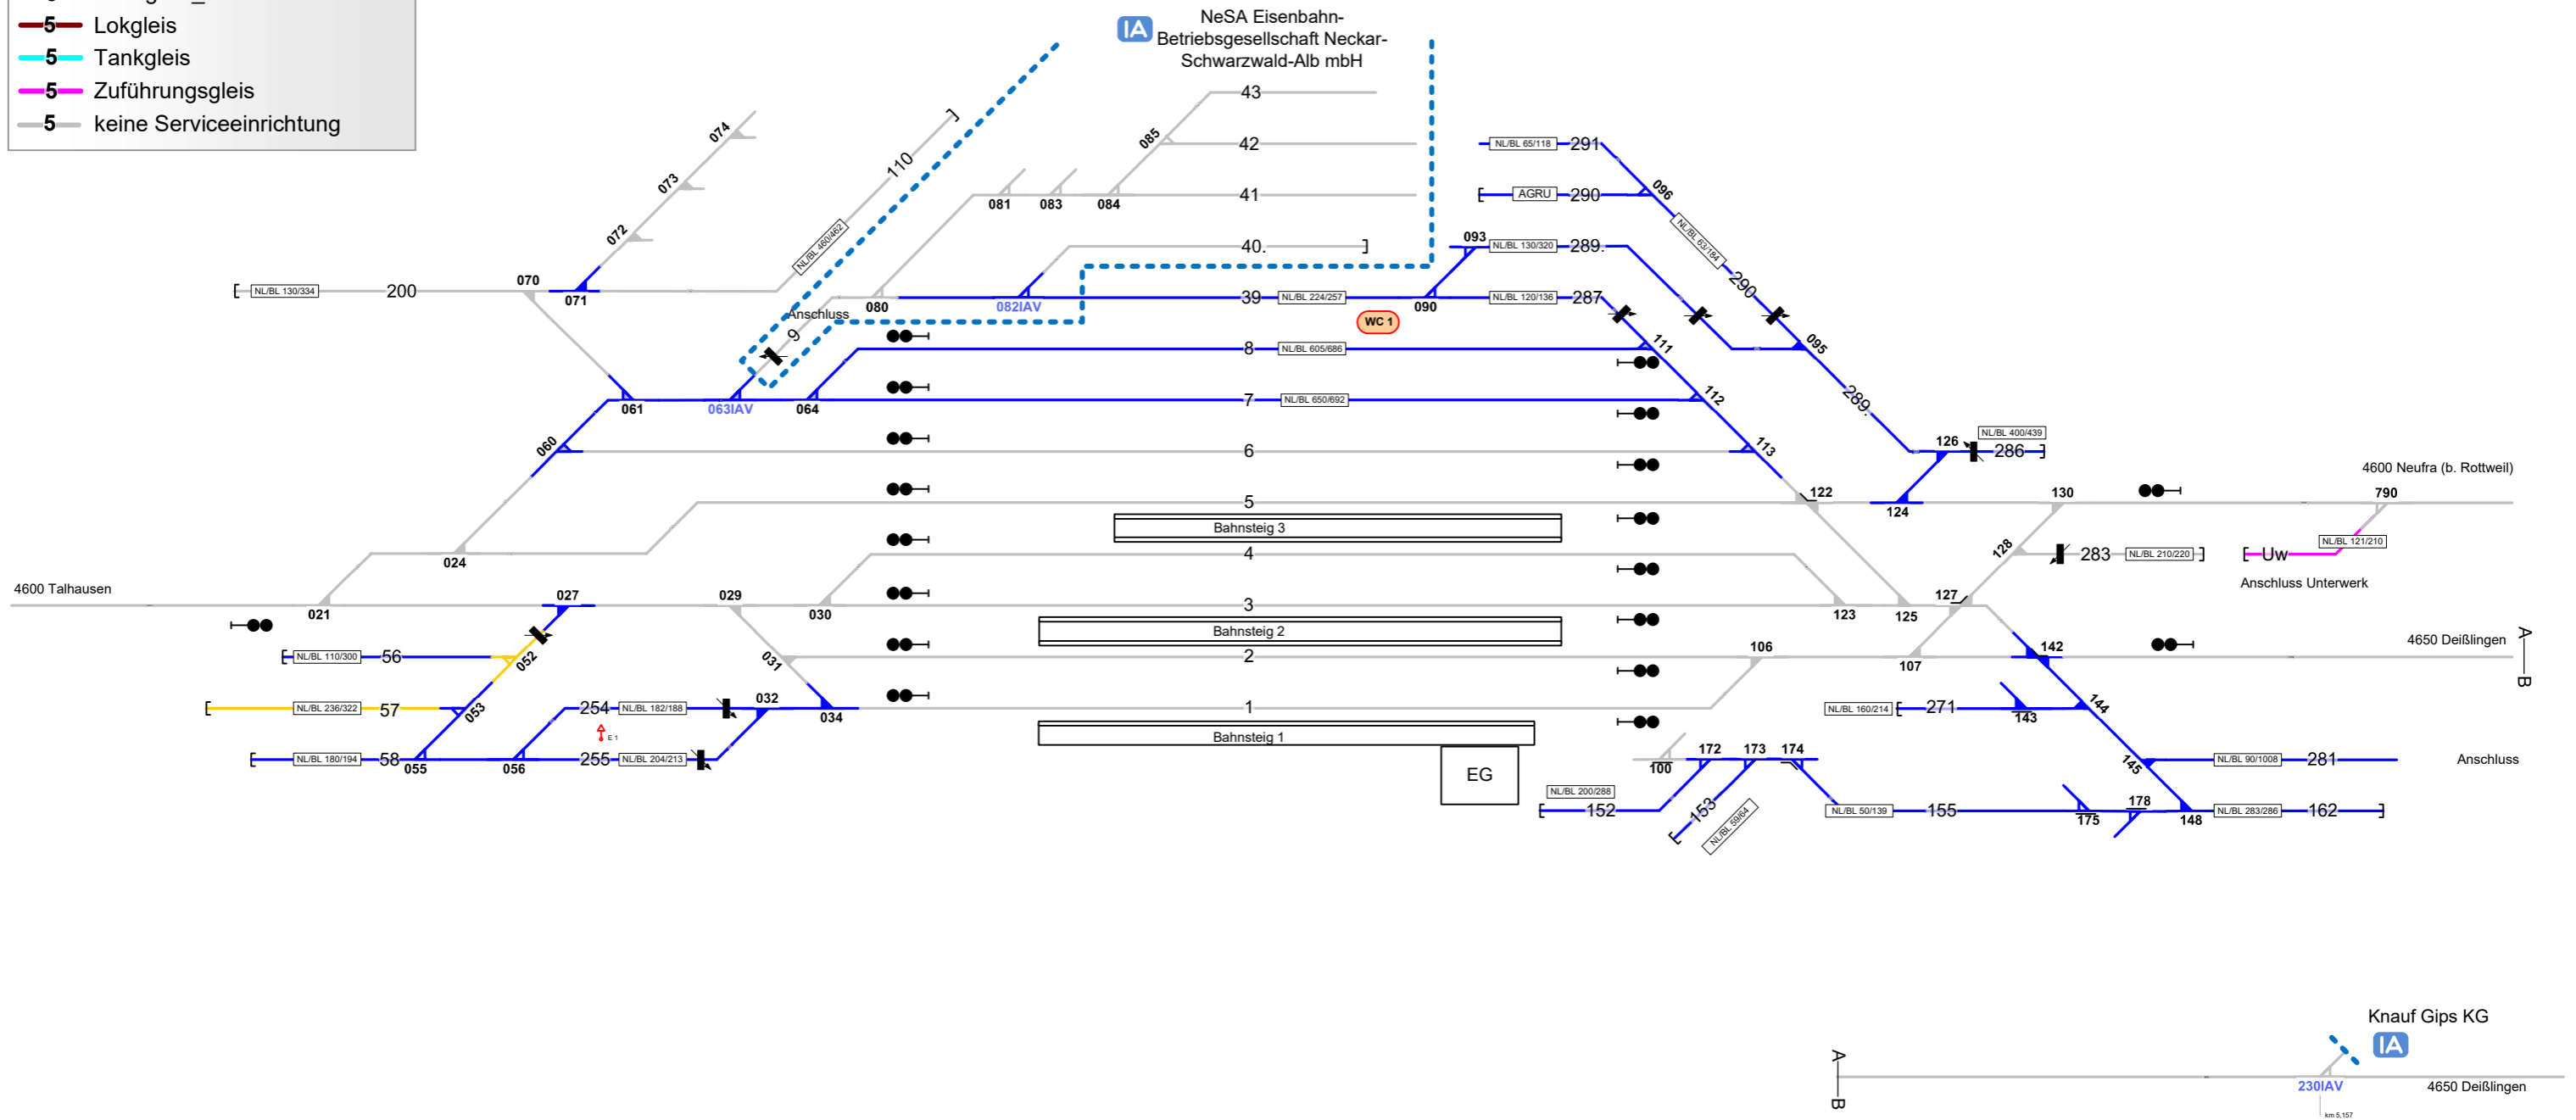 5 Lokgleis
5 Tankgleis
5 Zuführungsgleis
5 keine Serviceeinrichtung
IA
NeSA Eisenbahn-
Betriebsgesellschaft Neckar-
Schwarzwald-Alb mbH
43
074
085
42
NL/BL 65/118 291
110
073
096
AGRU 290
081 083 084 41
072
NL/BL 460/462
NL/BL 63/184
093
40. NL/BL 130/320 289.
290
070
NL/BL 130/334 200
071
080 082IAV 39 NL/BL 224/257 090 NL/BL 120/136 287
Anschluss
9
WC 1
8 NL/BL 605/686 111
095
061 063IAV 064 7 NL/BL 650/692 112
289.
060
6
113
126 NL/BL 400/439
286
4600 Neufra (b. Rottweil)
5
122 124 130 790
Bahnsteig 3
NL/BL 121/210
024
4
128 283 NL/BL 210/220
Uw
Anschluss Unterwerk
4600 Talhausen
021 027 029 030 3 123 125 127
Bahnsteig 2
142 4650 Deißlingen
A
B
NL/BL 110/300 56 052
031
2
106 107
NL/BL 236/322 57 053
254 NL/BL 182/188 032 034
1
NL/BL 160/214 271 143 144
E 1
Bahnsteig 1
NL/BL 180/194 58 055 056 255 NL/BL 204/213
EG
100 172 173 174
145 NL/BL 90/1008 281 Anschluss
NL/BL 200/288
152 153 NL/BL 59/64
NL/BL 50/139 155 175 178 148 NL/BL 283/286 162
Knauf Gips KG
IA
A
B
230IAV 4650 Deißlingen
km 5,157